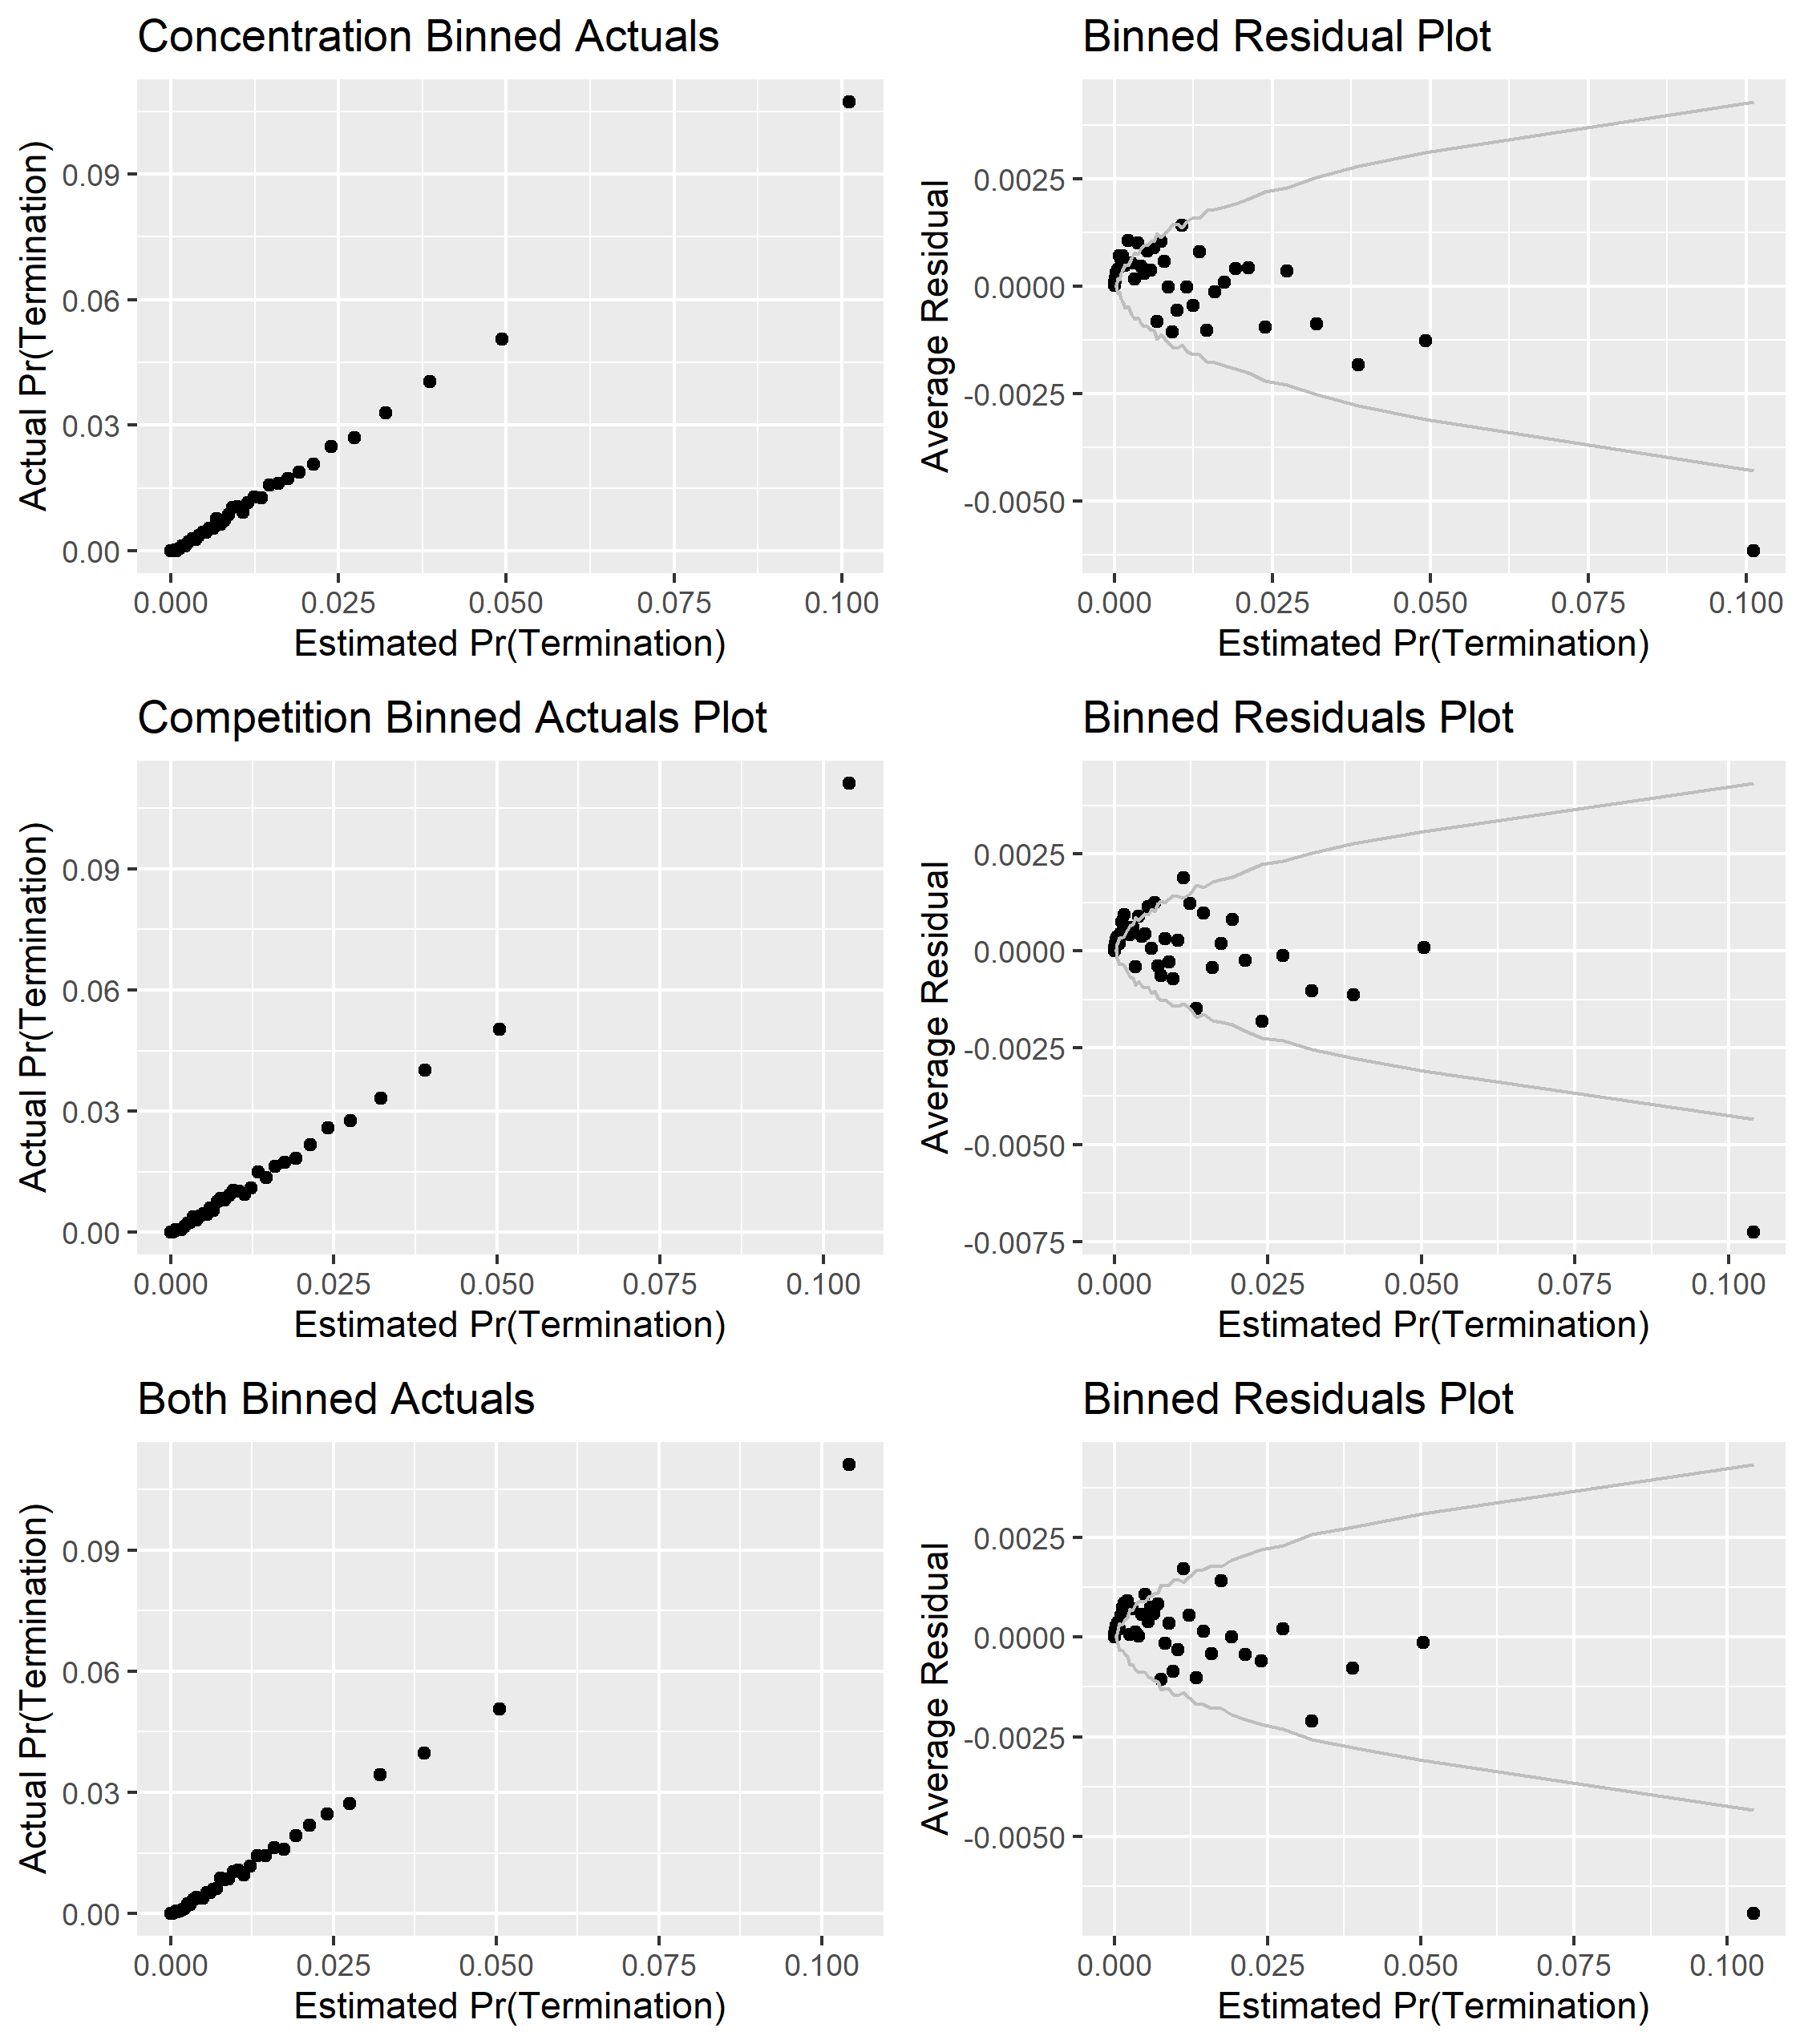 Concentration Binned Actuals
Actual Pr(Termination)
0.09
0.06
0.03
0.00
0.000 0.025 0.050 0.075 0.100
Estimated Pr(Termination)
Binned Residual Plot
Average Residual
0.0025
0.0000
-0.0025
-0.0050
0.000 0.025 0.050 0.075 0.100
Estimated Pr(Termination)
Competition Binned Actuals Plot
Actual Pr(Termination)
0.09
0.06
0.03
0.00
0.000 0.025 0.050 0.075 0.100
Estimated Pr(Termination)
Binned Residuals Plot
Average Residual
0.0025
0.0000
-0.0025
-0.0050
-0.0075
0.000 0.025 0.050 0.075 0.100
Estimated Pr(Termination)
Both Binned Actuals
Actual Pr(Termination)
0.09
0.06
0.03
0.00
0.000 0.025 0.050 0.075 0.100
Estimated Pr(Termination)
Binned Residuals Plot
Average Residual
0.0025
0.0000
-0.0025
-0.0050
0.000 0.025 0.050 0.075 0.100
Estimated Pr(Termination)